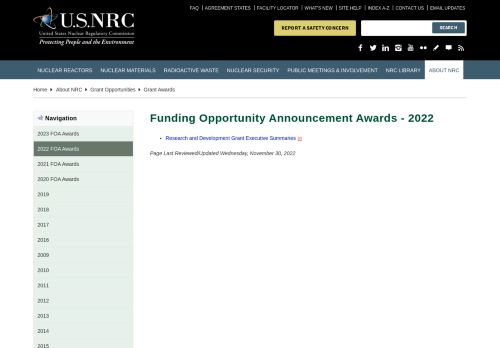 FAQ | AGREEMENT STATES | FACILITY LOCATOR | WHAT'S NEW | SITE HELP | INDEX A-Z | CONTACT US | EMAIL UPDATES
U.S.NRC
United States Nuclear Regulatory Commission
Protecting People and the Environment
REPORT A SAFETY CONCERN
SEARCH
NUCLEAR REACTORS NUCLEAR MATERIALS RADIOACTIVE WASTE NUCLEAR SECURITY PUBLIC MEETINGS & INVOLVEMENT NRC LIBRARY ABOUT NRC
Home About NRC Grant Opportunities Grant Awards
Navigation
2023 FOA Awards
2022 FOA Awards
2021 FOA Awards
2020 FOA Awards
2019
2018
2017
2016
2009
2010
2011
2012
2013
2014
2015
Funding Opportunity Announcement Awards - 2022
Research and Development Grant Executive Summaries
Page Last Reviewed/Updated Wednesday, November 30, 2022